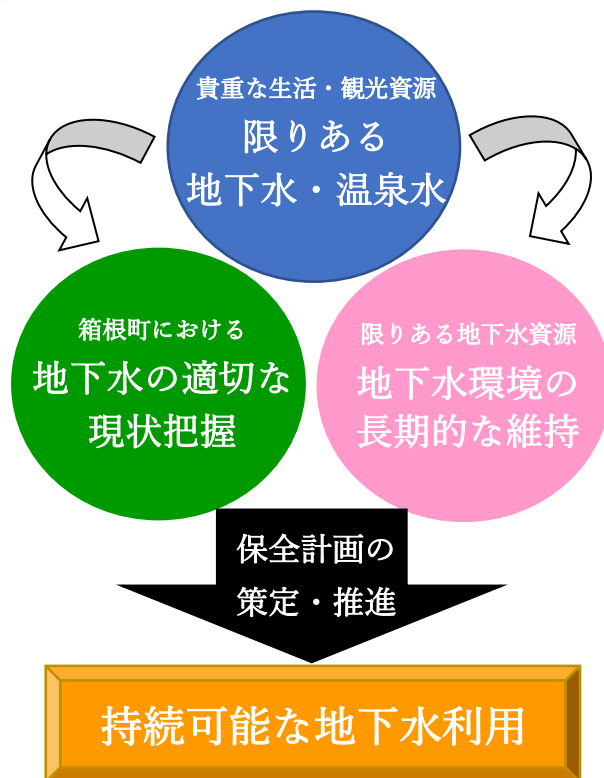 貴重な生活・観光資源
限りある
地下水・温泉水
箱根町における
地下水の適切な
現状把握
限りある地下水資源
地下水環境の
長期的な維持
保全計画の
策定・推進
持続可能な地下水利用